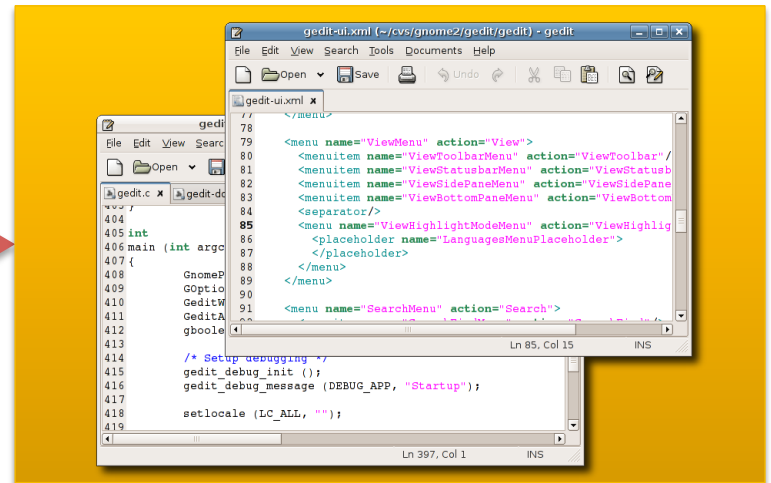 gedit-ui.xml (~/cvs/gnome2/gedit/gedit) - gedit
File Edit View Search Tools Documents Help
Open Save Undo
gedit-ui.xml
77 </menu>
78
79 <menu name="ViewMenu" action="View">
80 <menuitem name="ViewToolbarMenu" action="ViewToolbar"/
81 <menuitem name="ViewStatusbarMenu" action="ViewStatusb
82 <menuitem name="ViewSidePaneMenu" action="ViewSidePane
83 <menuitem name="ViewBottomPaneMenu" action="ViewBottom
84 <separator/>
85 <menu name="ViewHighlightModeMenu" action="ViewHighlig
86 <placeholder name="LanguagesMenuPlaceholder">
87 </placeholder>
88 </menu>
89 </menu>
90
91 <menu name="SearchMenu" action="Search">
Ln 85, Col 15 INS
gedi
File Edit View Searc
Open
gedit.c gedit-do
403 }
404
405 int
406 main (int argc
407 {
408 GnomeP
409 GOptio
410 GeditW
411 GeditA
412 gboole
413
414 /* Setup debugging */
415 gedit_debug_init ();
416 gedit_debug_message (DEBUG_APP, "Startup");
417
418 setlocale (LC_ALL, "");
419
Ln 397, Col 1 INS